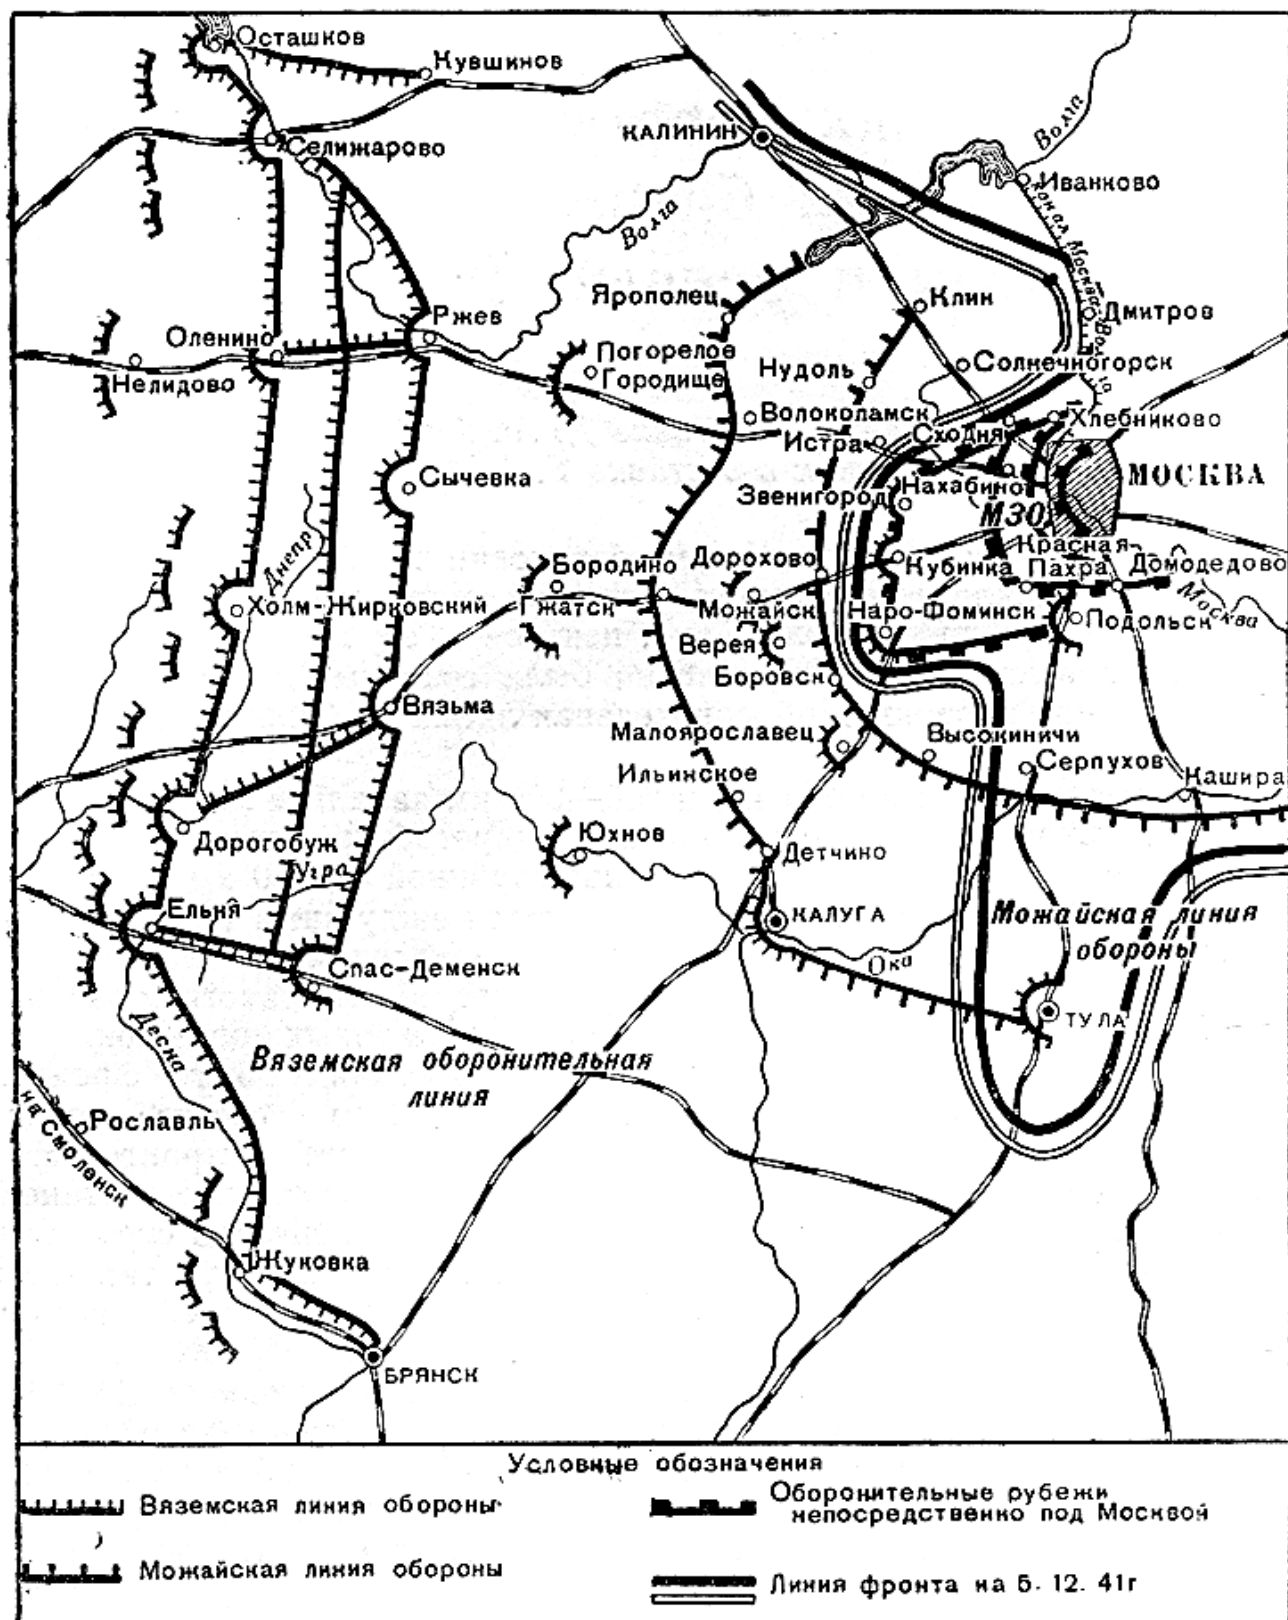 Осташков
Кувшинов
Селижарово
КАЛИНИН
Волга
Иванково
Канал Москва-Волга
Волга
Ярополец
Клин
Дмитров
Ржев
Оленино
Нелидово
Погорелое
Городище
Нудоль
Солнечногорск
Волоколамск
Истра
Сходня
Хлебниково
МОСКВА
Сычевка
Звенигород
Нахабино
МЗО
Днепр
Бородино
Дорохово
Кубинка
Красная
Пахра
Домодедово
Холм-Жирковский
Гжатск
Можайск
Наро-Фоминск
Подольск
Москва
Верея
Боровск
Вязьма
Малоярославец
Высокиничи
Ильинское
Серпухов
Кашира
Дорогобуж
Юхнов
Угра
Детчино
Ельня
КАЛУГА
Можайская линия
обороны
Спас-Деменск
Ока
Десна
ТУЛА
Вяземская оборонительная
линия
Рославль
на Смоленск
Жуковка
БРЯНСК
Условные обозначения
Вяземская линия обороны
Можайская линия обороны
Оборонительные рубежи
непосредственно под Москвой
Линия фронта на 5. 12. 41г